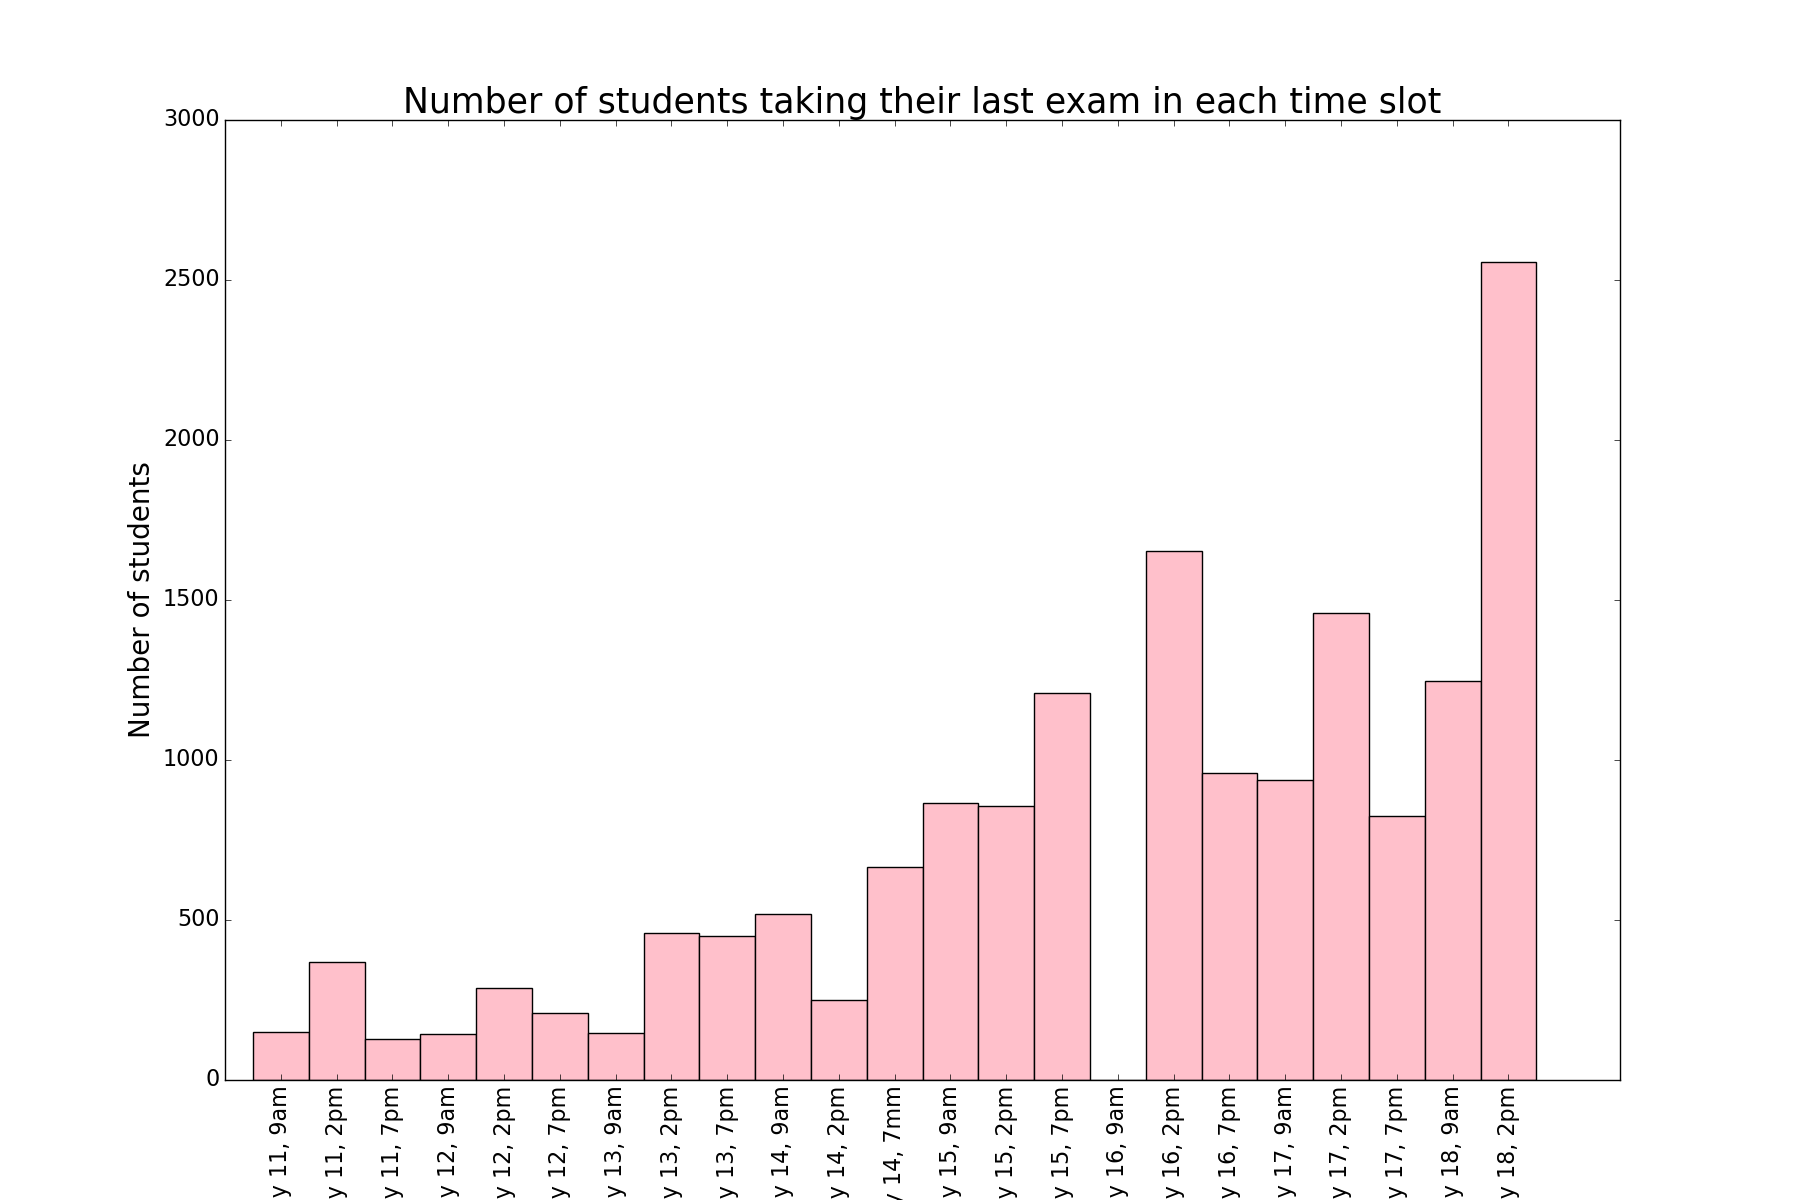 Number of students taking their last exam in each time slot
Number of students
3000
2500
2000
1500
1000
500
0
y 11, 9am
y 11, 2pm
y 11, 7pm
y 12, 9am
y 12, 2pm
y 12, 7pm
y 13, 9am
y 13, 2pm
y 13, 7pm
y 14, 9am
y 14, 2pm
y 14, 7mm
y 15, 9am
y 15, 2pm
y 15, 7pm
y 16, 9am
y 16, 2pm
y 16, 7pm
y 17, 9am
y 17, 2pm
y 17, 7pm
y 18, 9am
y 18, 2pm